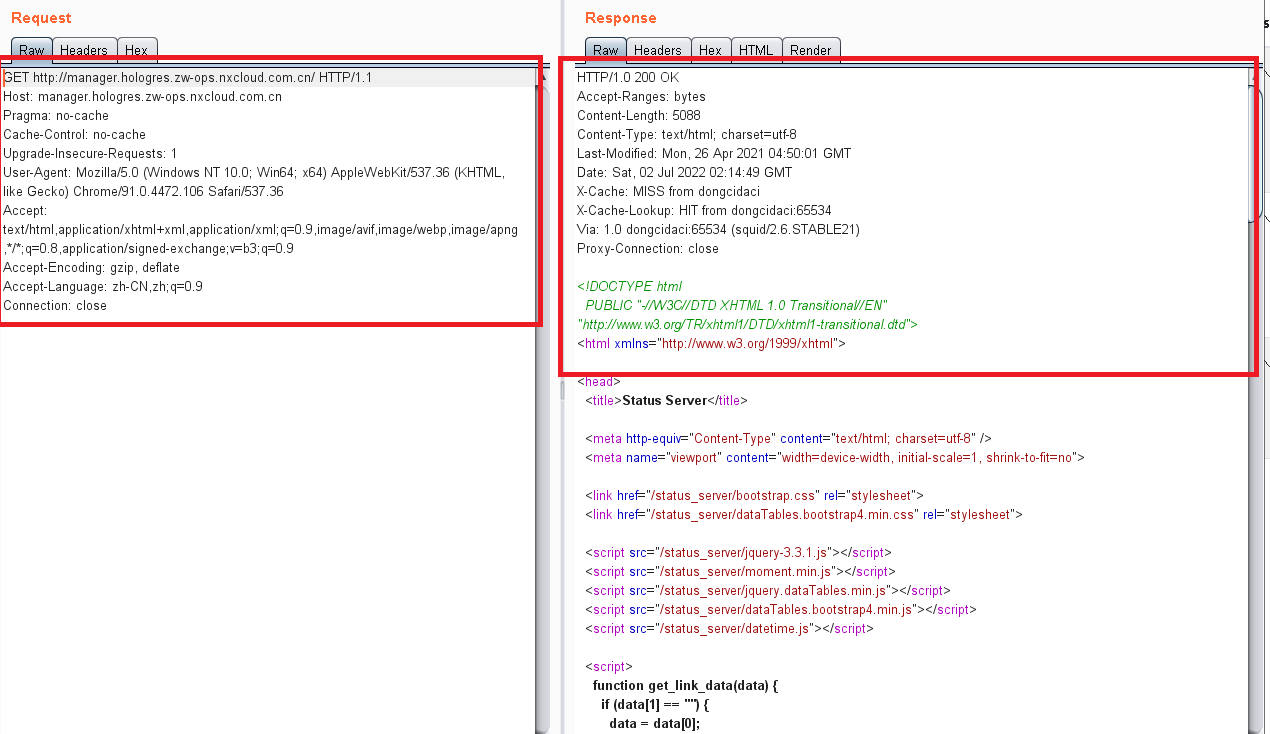 Request
Raw Headers Hex
GET http://manager.hologres.zw-ops.nxcloud.com.cn/ HTTP/1.1
Host: manager.hologres.zw-ops.nxcloud.com.cn
Pragma: no-cache
Cache-Control: no-cache
Upgrade-Insecure-Requests: 1
User-Agent: Mozilla/5.0 (Windows NT 10.0; Win64; x64) AppleWebKit/537.36 (KHTML,
like Gecko) Chrome/91.0.4472.106 Safari/537.36
Accept:
text/html,application/xhtml+xml,application/xml;q=0.9,image/avif,image/webp,image/apng
,*/*;q=0.8,application/signed-exchange;v=b3;q=0.9
Accept-Encoding: gzip, deflate
Accept-Language: zh-CN,zh;q=0.9
Connection: close
Response
Raw Headers Hex HTML Render
HTTP/1.0 200 OK
Accept-Ranges: bytes
Content-Length: 5088
Content-Type: text/html; charset=utf-8
Last-Modified: Mon, 26 Apr 2021 04:50:01 GMT
Date: Sat, 02 Jul 2022 02:14:49 GMT
X-Cache: MISS from dongcidaci
X-Cache-Lookup: HIT from dongcidaci:65534
Via: 1.0 dongcidaci:65534 (squid/2.6.STABLE21)
Proxy-Connection: close
<!DOCTYPE html
PUBLIC "-//W3C//DTD XHTML 1.0 Transitional//EN"
"http://www.w3.org/TR/xhtml1/DTD/xhtml1-transitional.dtd">
<html xmlns="http://www.w3.org/1999/xhtml">
<head>
<title>Status Server</title>
<meta http-equiv="Content-Type" content="text/html; charset=utf-8" />
<meta name="viewport" content="width=device-width, initial-scale=1, shrink-to-fit=no">
<link href="/status_server/bootstrap.css" rel="stylesheet">
<link href="/status_server/dataTables.bootstrap4.min.css" rel="stylesheet">
<script src="/status_server/jquery-3.3.1.js"></script>
<script src="/status_server/moment.min.js"></script>
<script src="/status_server/jquery.dataTables.min.js"></script>
<script src="/status_server/dataTables.bootstrap4.min.js"></script>
<script src="/status_server/datetime.js"></script>
<script>
function get_link_data(data) {
if (data[1] == "") {
data = data[0];